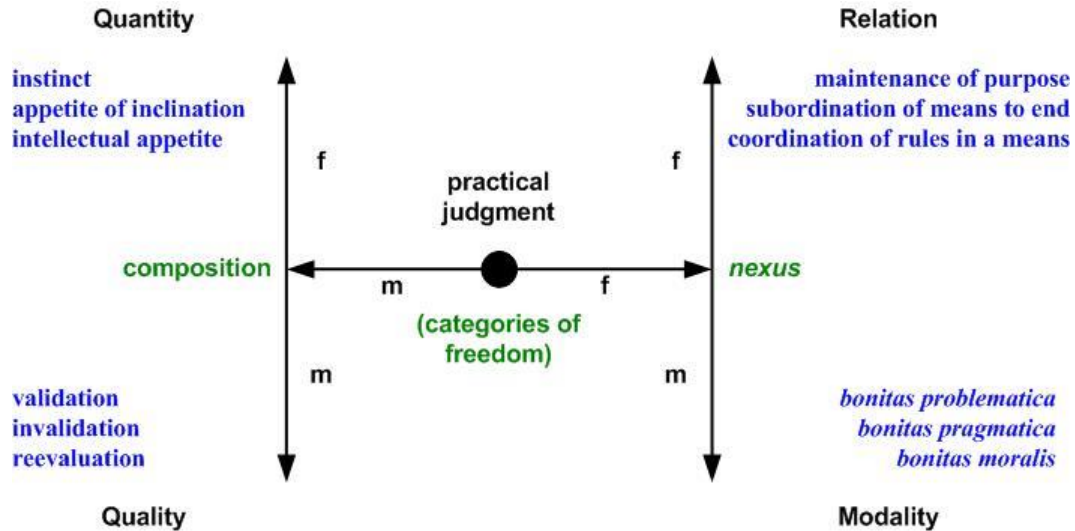 Quantity
Relation
instinct
appetite of inclination
intellectual appetite
maintenance of purpose
subordination of means to end
coordination of rules in a means
f
f
practical
judgment
composition
nexus
m
f
(categories of
freedom)
m
m
validation
invalidation
reevaluation
bonitas problematica
bonitas pragmatica
bonitas moralis
Quality
Modality